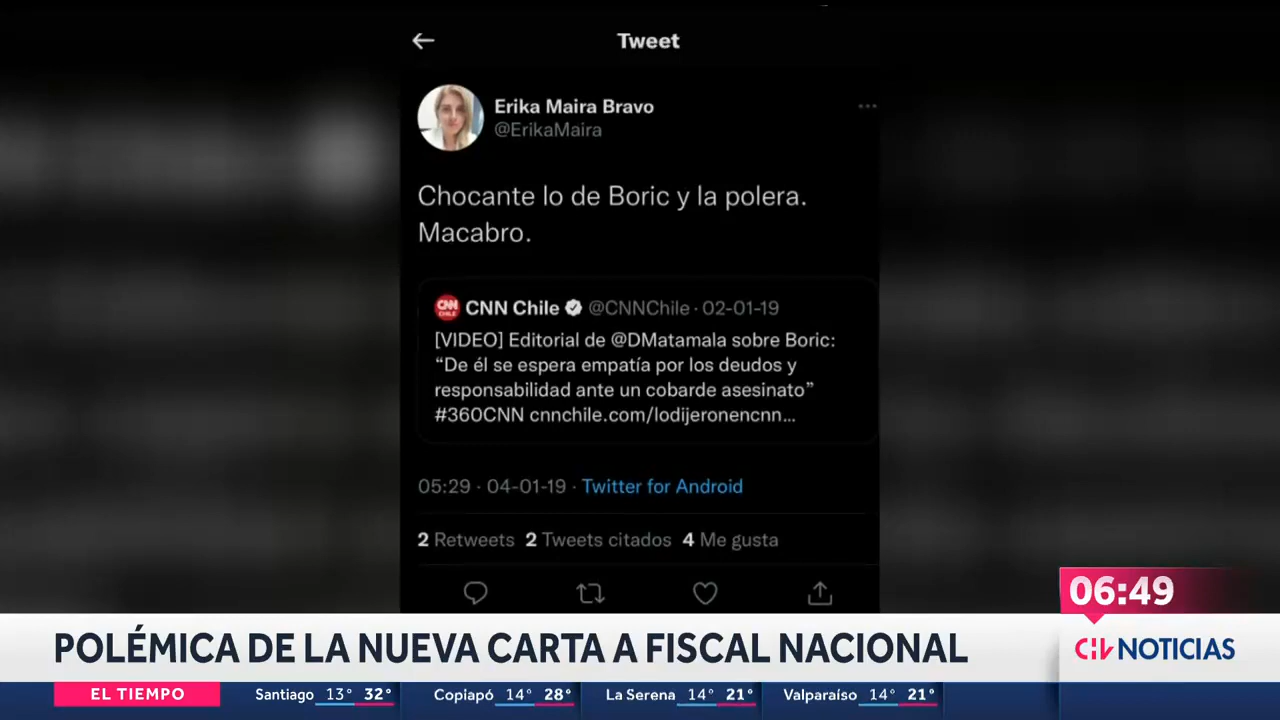 Tweet
Erika Maira Bravo
@ErikaMaira
Chocante lo de Boric y la polera.
Macabro.
CNN Chile @CNNChile · 02-01-19
[VIDEO] Editorial de @DMatamala sobre Boric:
“De él se espera empatía por los deudos y
responsabilidad ante un cobarde asesinato”
#360CNN cnnchile.com/lodijeronencnn...
05:29 · 04-01-19 · Twitter for Android
2 Retweets 2 Tweets citados 4 Me gusta
06:49
POLÉMICA DE LA NUEVA CARTA A FISCAL NACIONAL
CHV NOTICIAS
EL TIEMPO Santiago 13° 32° Copiapó 14° 28° La Serena 14° 21° Valparaíso 14° 21°